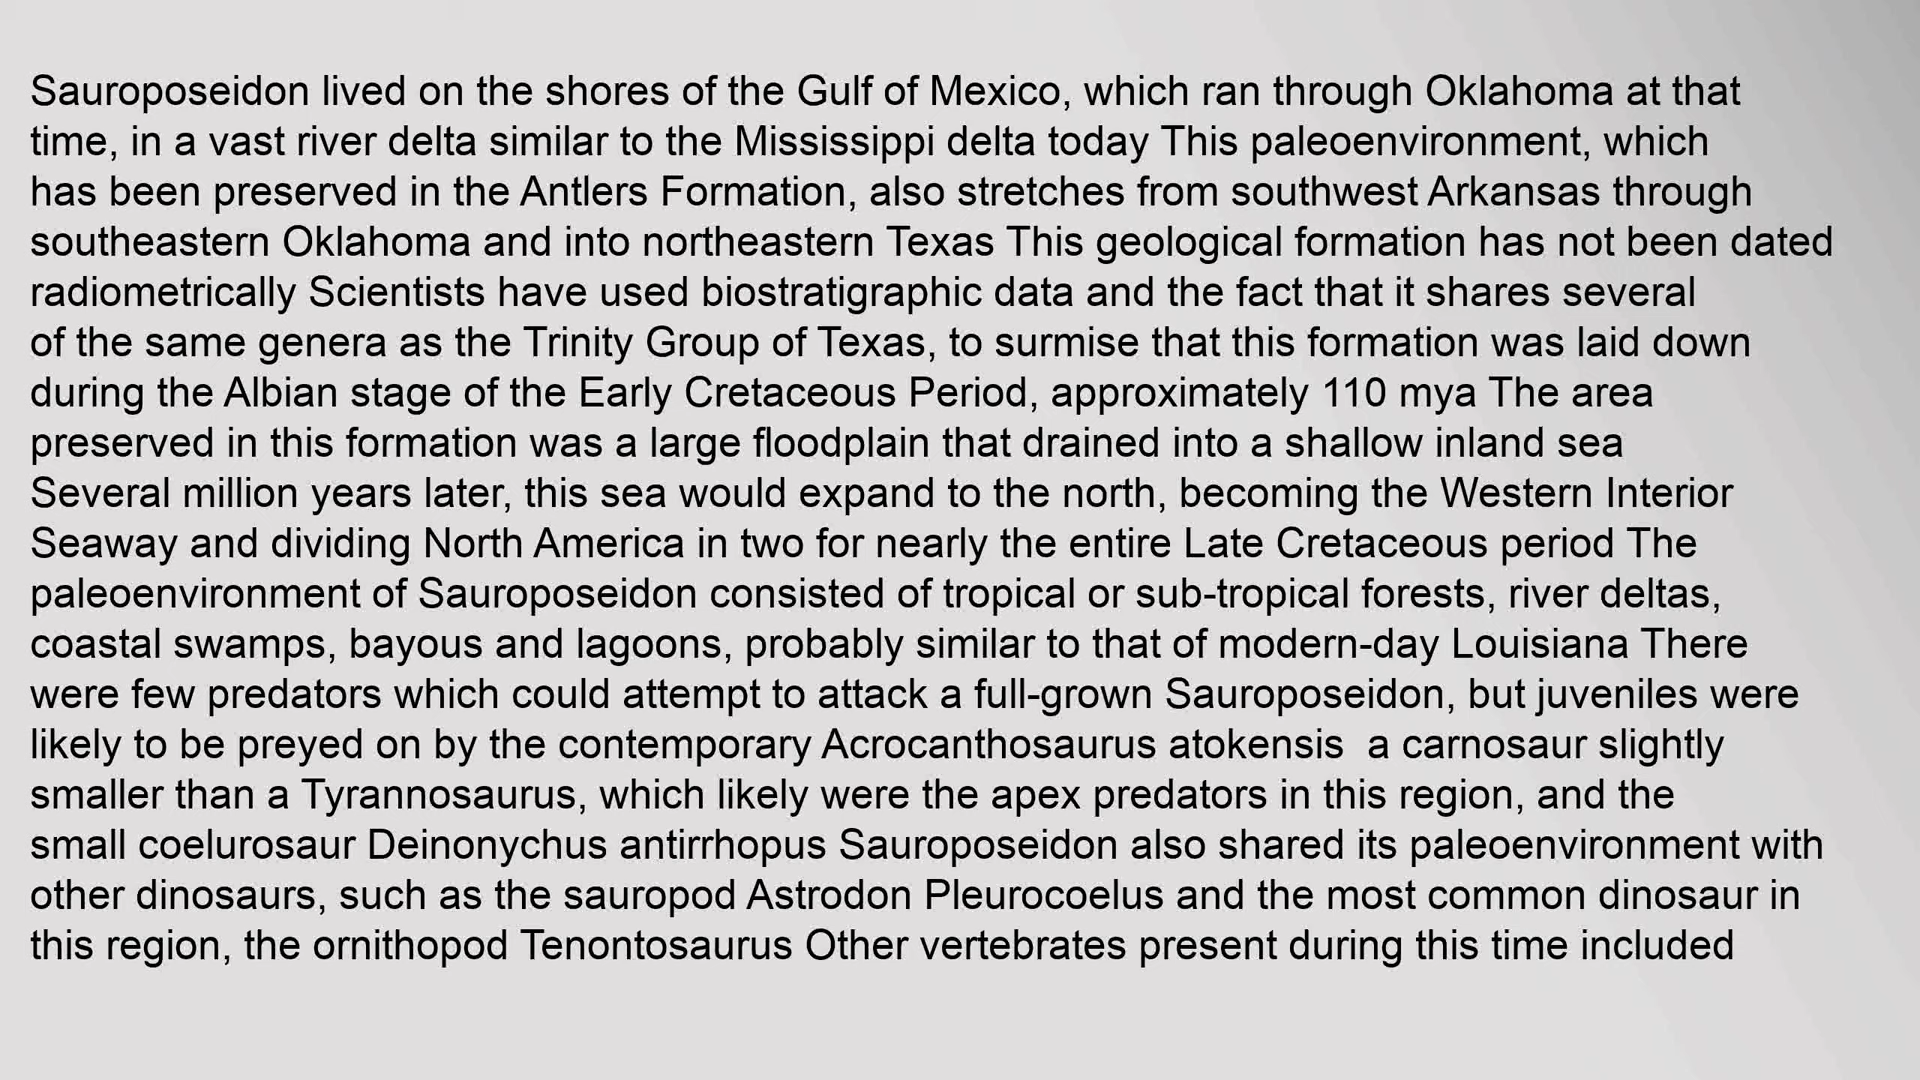 Sauroposeidon lived on the shores of the Gulf of Mexico, which ran through Oklahoma at that
time, in a vast river delta similar to the Mississippi delta today This paleoenvironment, which
has been preserved in the Antlers Formation, also stretches from southwest Arkansas through
southeastern Oklahoma and into northeastern Texas This geological formation has not been dated
radiometrically Scientists have used biostratigraphic data and the fact that it shares several
of the same genera as the Trinity Group of Texas, to surmise that this formation was laid down
during the Albian stage of the Early Cretaceous Period, approximately 110 mya The area
preserved in this formation was a large floodplain that drained into a shallow inland sea
Several million years later, this sea would expand to the north, becoming the Western Interior
Seaway and dividing North America in two for nearly the entire Late Cretaceous period The
paleoenvironment of Sauroposeidon consisted of tropical or sub-tropical forests, river deltas,
coastal swamps, bayous and lagoons, probably similar to that of modern-day Louisiana There
were few predators which could attempt to attack a full-grown Sauroposeidon, but juveniles were
likely to be preyed on by the contemporary Acrocanthosaurus atokensis  a carnosaur slightly
smaller than a Tyrannosaurus, which likely were the apex predators in this region, and the
small coelurosaur Deinonychus antirrhopus Sauroposeidon also shared its paleoenvironment with
other dinosaurs, such as the sauropod Astrodon Pleurocoelus and the most common dinosaur in
this region, the ornithopod Tenontosaurus Other vertebrates present during this time included